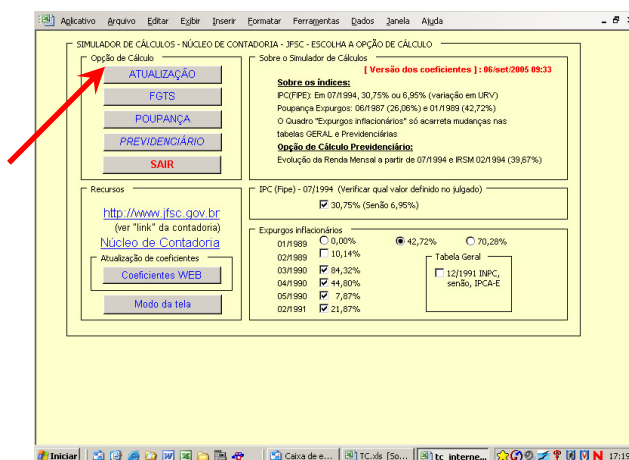 Aplicativo Arquivo Editar Exibir Inserir Formatar Ferramentas Dados Janela Ajuda
SIMULADOR DE CÁLCULOS - NÚCLEO DE CONTADORIA - JFSC - ESCOLHA A OPÇÃO DE CÁLCULO
Opção de Cálculo
ATUALIZAÇÃO
FGTS
POUPANÇA
PREVIDENCIÁRIO
SAIR
Sobre o Simulador de Cálculos
[ Versão dos coeficientes ] : 06/set/2005 09:33
Sobre os índices:
IPC(FIPE): Em 07/1994, 30,75% ou 6,95% (variação em URV)
Poupança Expurgos: 06/1987 (26,06%) e 01/1989 (42,72%)
O Quadro "Expurgos inflacionários" só acarreta mudanças nas
tabelas GERAL e Previdenciárias
Opção de Cálculo Previdenciário:
Evolução da Renda Mensal a partir de 07/1994 e IRSM 02/1994 (39,67%)
Recursos
http://www.jfsc.gov.br
(ver "link" da contadoria)
Núcleo de Contadoria
Atualização de coeficientes
Coeficientes WEB
Modo da tela
IPC (Fipe) - 07/1994 (Verificar qual valor definido no julgado)
30,75% (Senão 6,95%)
Expurgos inflacionários
01/1989 0,00% 42,72% 70,28%
02/1989 10,14%
03/1990 84,32%
04/1990 44,80%
05/1990 7,87%
02/1991 21,87%
Tabela Geral
12/1991 INPC,
senão, IPCA-E
Iniciar Caixa de e... TC.xls [So... tc_interne... 17:19